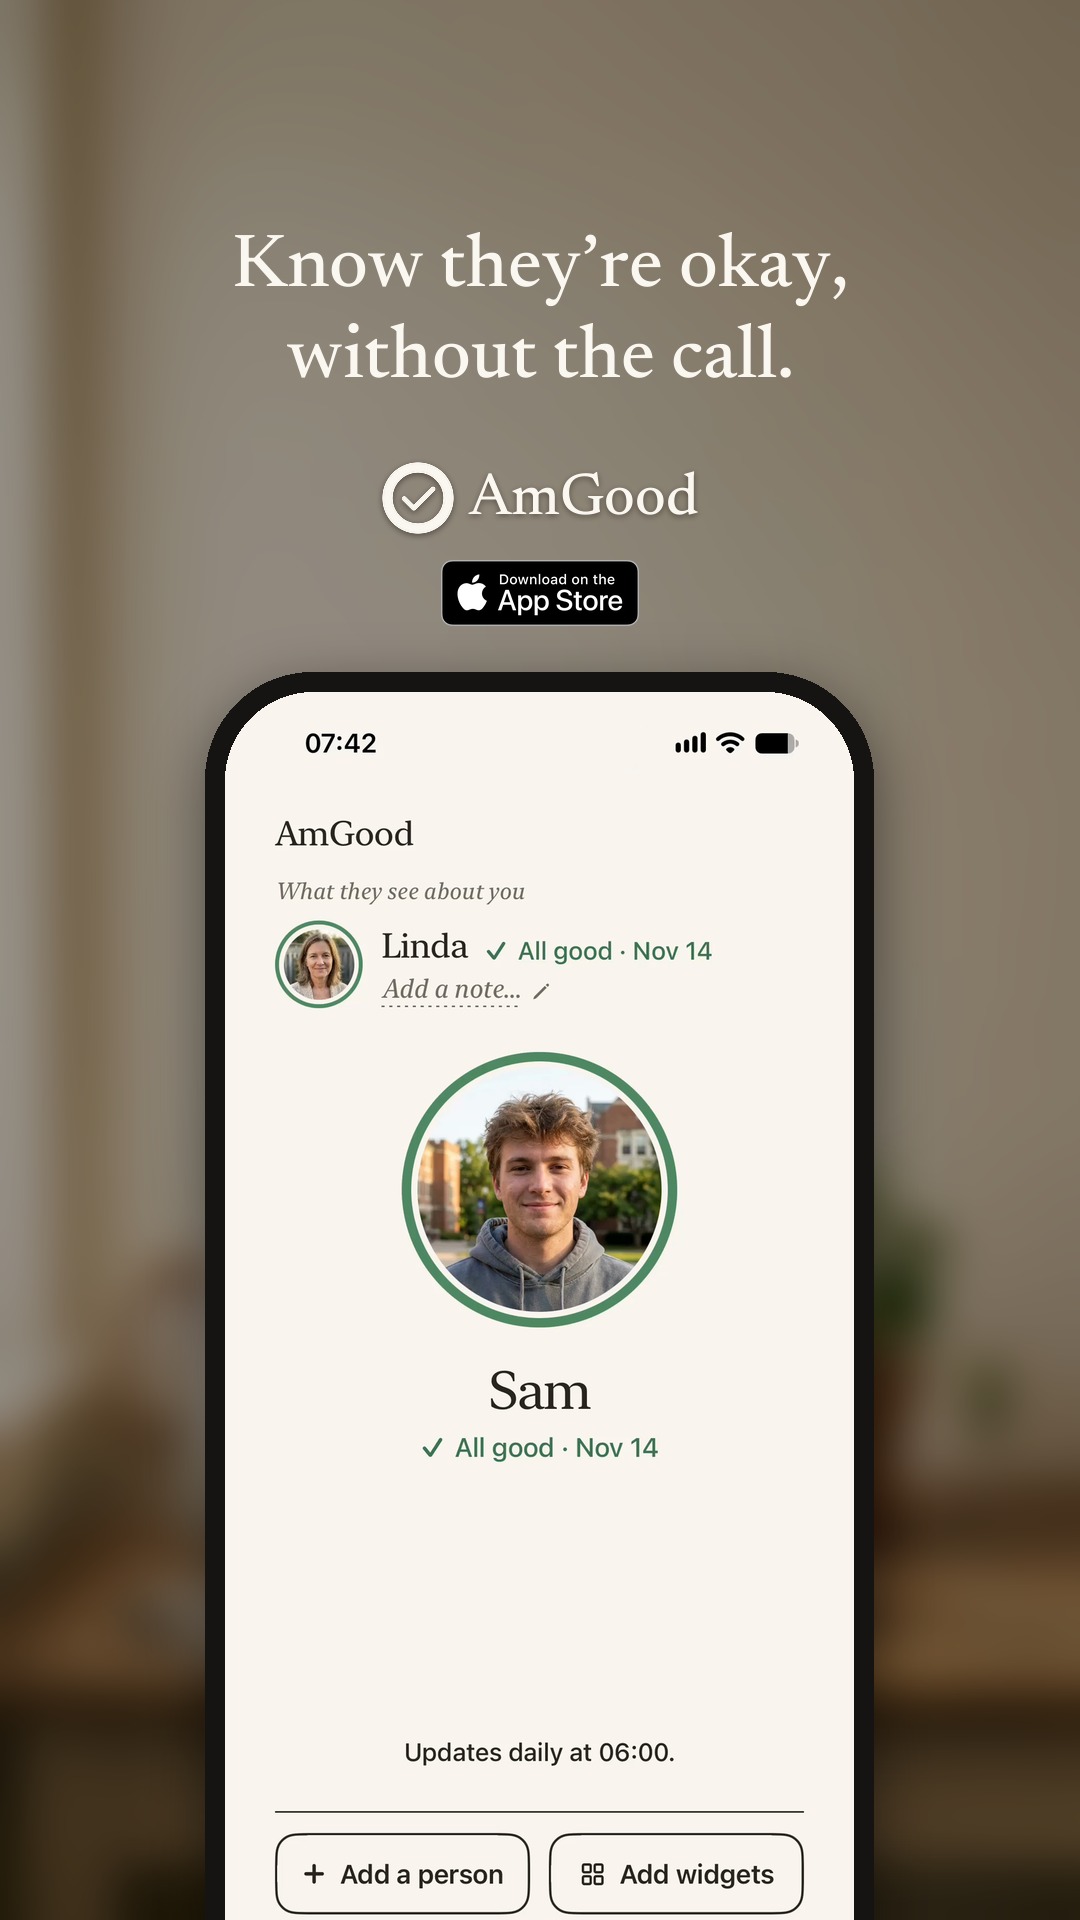 Know they’re okay,
without the call.
AmGood
Download on the
App Store
07:42
AmGood
What they see about you
Linda ✓ All good · Nov 14
Add a note...
Sam
✓ All good · Nov 14
Updates daily at 06:00.
+ Add a person
Add widgets